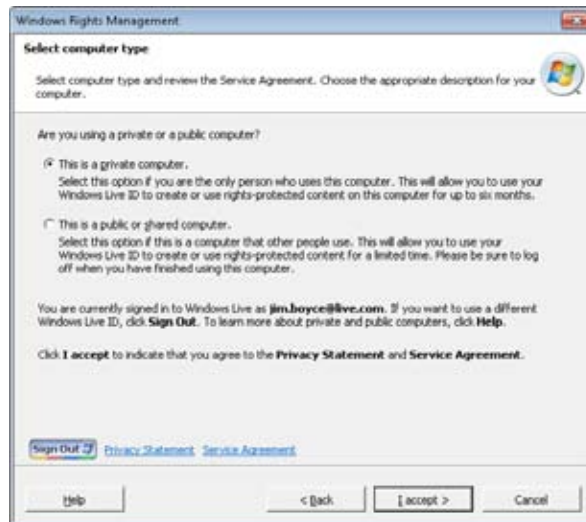 Windows Rights Management
Select computer type
Select computer type and review the Service Agreement. Choose the appropriate description for your
computer.
Are you using a private or a public computer?
This is a private computer.
Select this option if you are the only person who uses this computer. This will allow you to use your
Windows Live ID to create or use rights-protected content on this computer for up to six months.
This is a public or shared computer.
Select this option if this is a computer that other people use. This will allow you to use your
Windows Live ID to create or use rights-protected content for a limited time. Please be sure to log
off when you have finished using this computer.
You are currently signed in to Windows Live as jim.boyce@live.com. If you want to use a different
Windows Live ID, click Sign Out. To learn more about private and public computers, click Help.
Click I accept to indicate that you agree to the Privacy Statement and Service Agreement.
Sign Out Privacy Statement Service Agreement
Help < Back I accept > Cancel